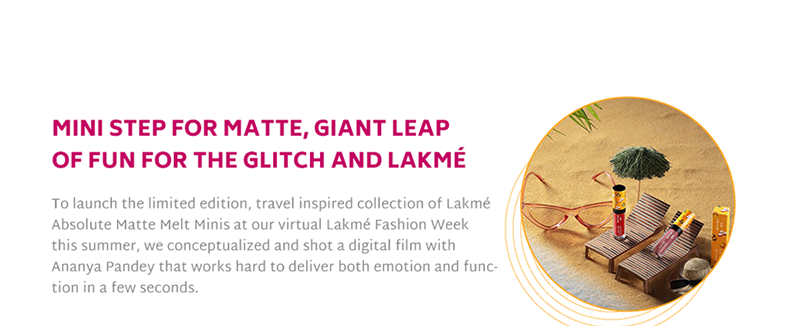 MINI STEP FOR MATTE, GIANT LEAP
OF FUN FOR THE GLITCH AND LAKMÉ
To launch the limited edition, travel inspired collection of Lakmé
Absolute Matte Melt Minis at our virtual Lakmé Fashion Week
this summer, we conceptualized and shot a digital film with
Ananya Pandey that works hard to deliver both emotion and func-
tion in a few seconds.